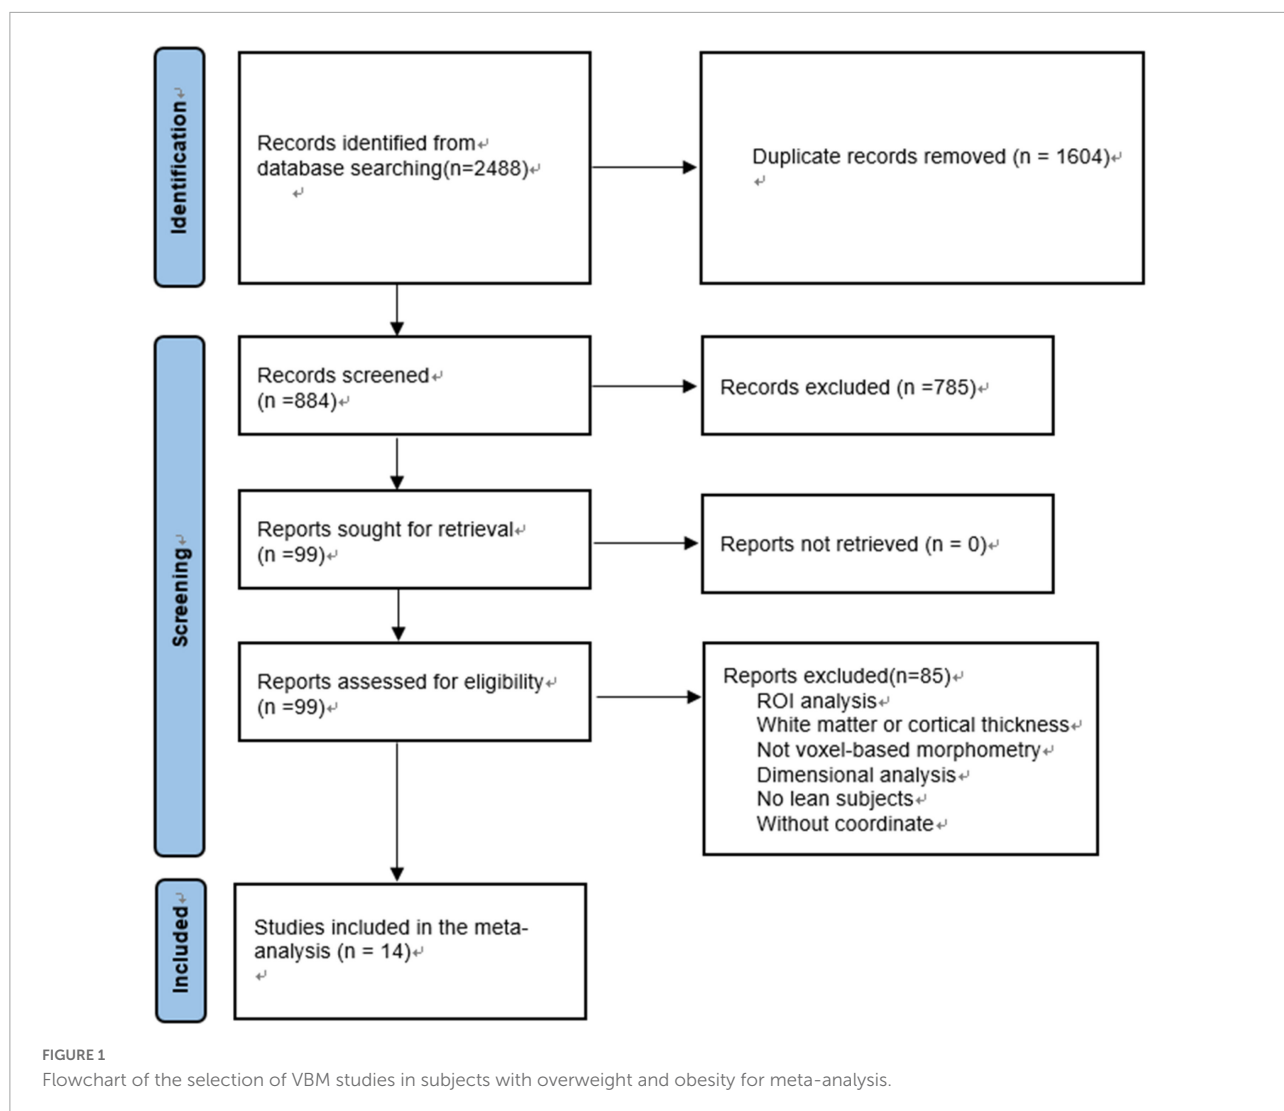 Identification
Records identified from
database searching(n=2488)
Duplicate records removed (n = 1604)
Screening
Records screened
(n =884)
Records excluded (n =785)
Reports sought for retrieval
(n =99)
Reports not retrieved (n = 0)
Reports assessed for eligibility
(n =99)
Reports excluded(n=85)
ROI analysis
White matter or cortical thickness
Not voxel-based morphometry
Dimensional analysis
No lean subjects
Without coordinate
Included
Studies included in the meta-
analysis (n = 14)
FIGURE 1
Flowchart of the selection of VBM studies in subjects with overweight and obesity for meta-analysis.